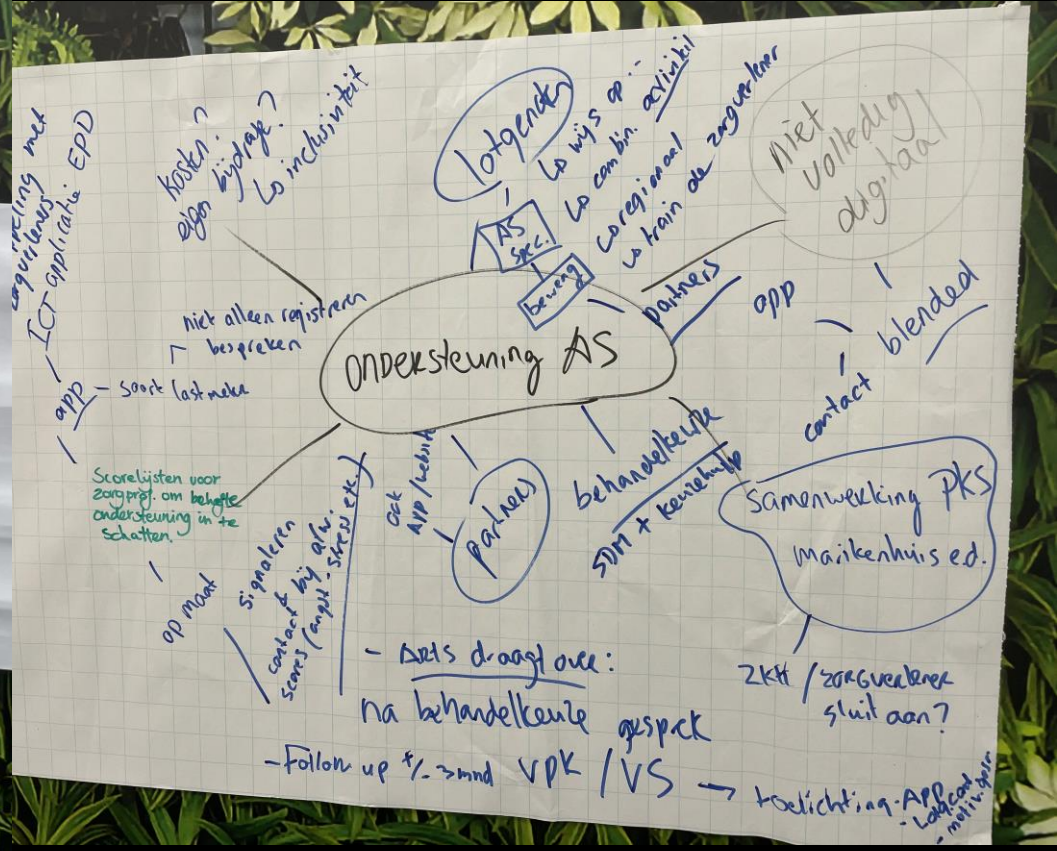 met
zorgverleners
ICT applicatie EPD
app
- soort lastmeter
niet alleen registreren
bespreken
Kosten?
eigen bijdrage?
↳ inclusiviteit
lotgenoten
AS
spec.
beweng
↳ wijs op...
↳ combin. activiteit
↳ regionaal
↳ train de zorgverlener
niet
volledig
digitaal
blended
app
contact
partners
ondersteuning AS
Scorelijsten voor
zorgprof. om behoefte
ondersteuning in te
schatten.
op maat
signaleren
contact bij afw.
scores (angst. stress etc)
ook
App/website
partners
behandelkeuze
SDM + keuzehulp
Samenwerking PKS
Marikenhuis e.d.
ZKH / zorgverlener
sluit aan?
- Arts draagt over:
na behandelkeuze gesprek
- Follow up +/- 3mnd VPK / VS → toelichting - App